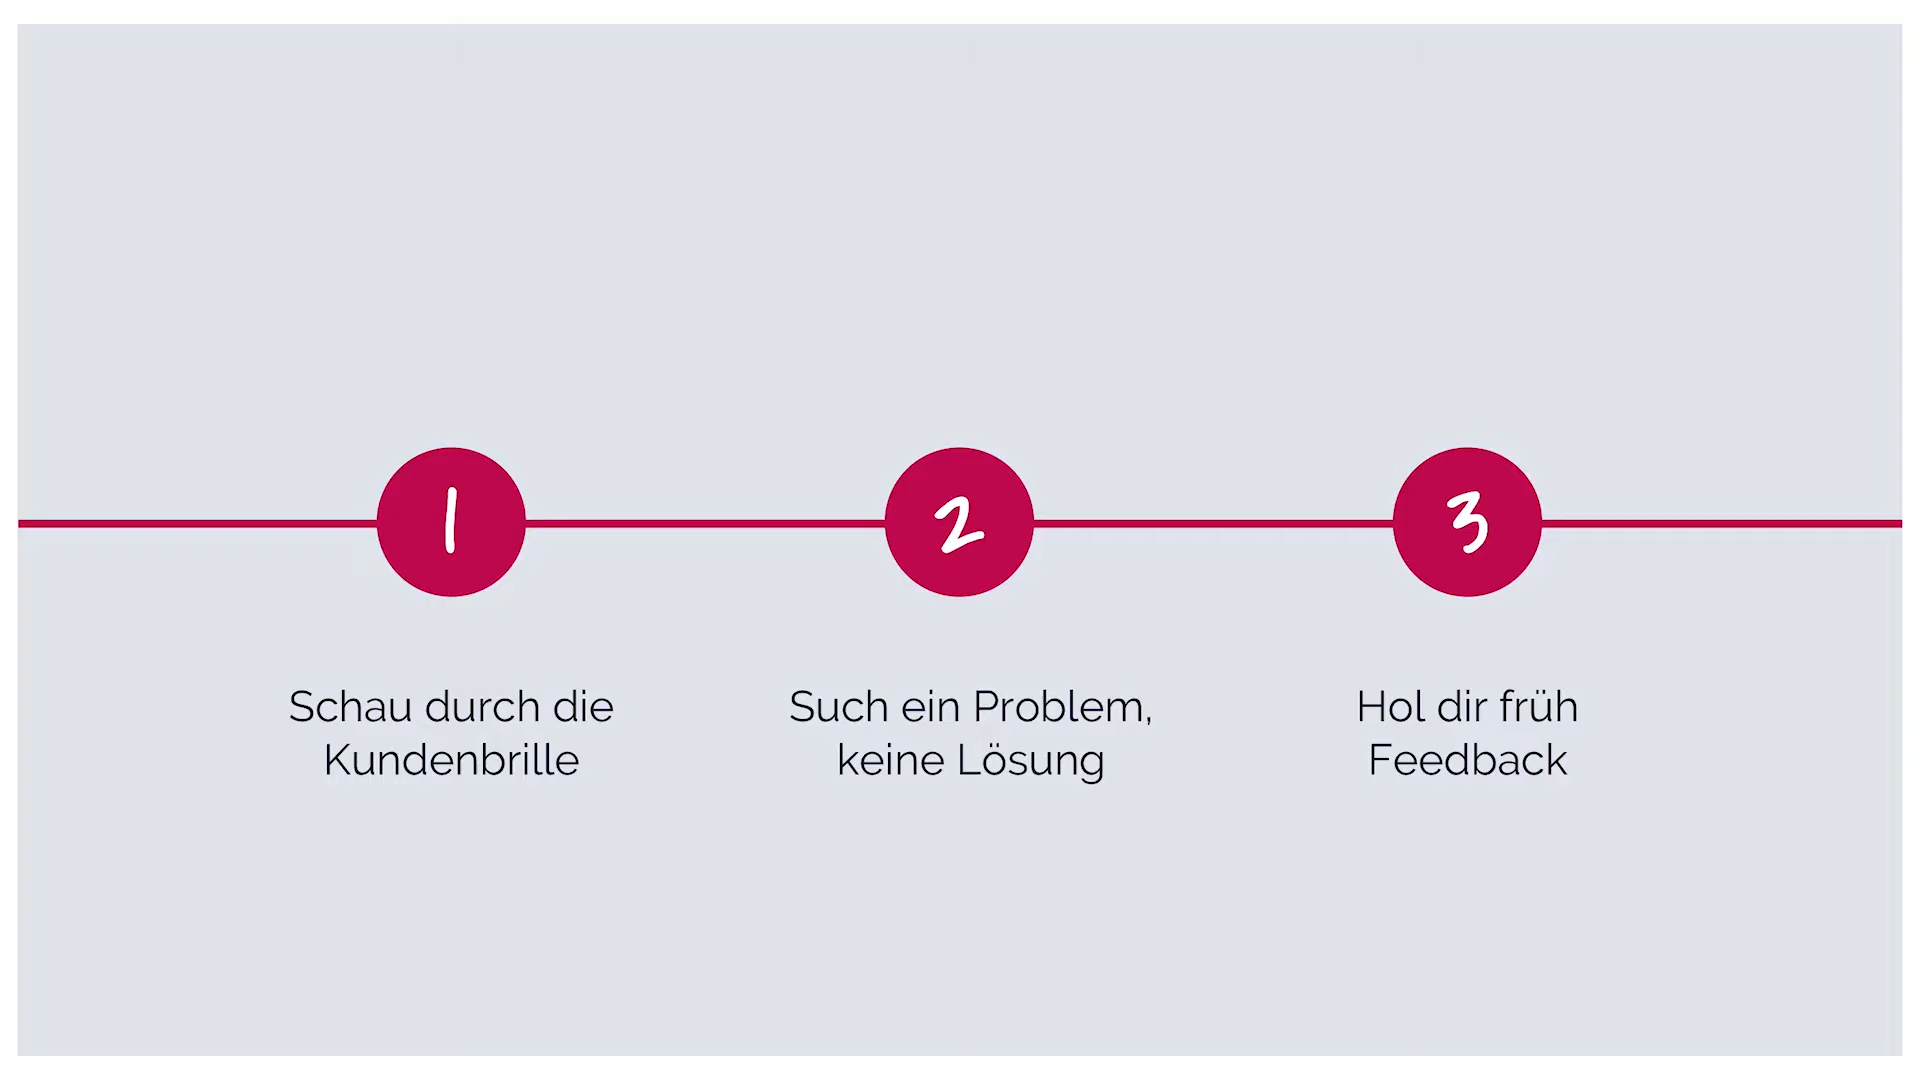 1
2
3
Schau durch die
Kundenbrille
Such ein Problem,
keine Lösung
Hol dir früh
Feedback